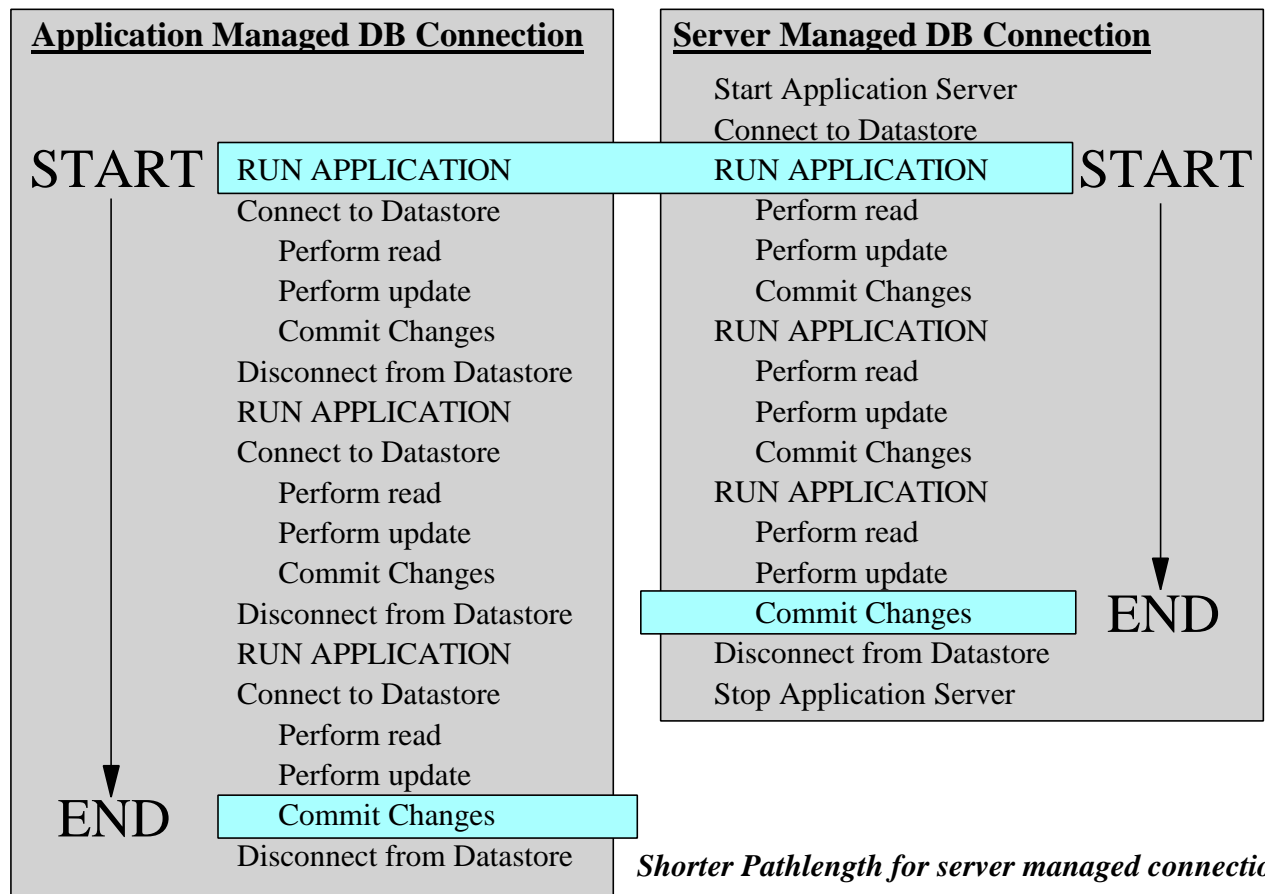 Application Managed DB Connection
START
RUN APPLICATION
Connect to Datastore
Perform read
Perform update
Commit Changes
Disconnect from Datastore
RUN APPLICATION
Connect to Datastore
Perform read
Perform update
Commit Changes
Disconnect from Datastore
RUN APPLICATION
Connect to Datastore
Perform read
Perform update
END
Commit Changes
Disconnect from Datastore
Server Managed DB Connection
Start Application Server
Connect to Datastore
RUN APPLICATION
START
Perform read
Perform update
Commit Changes
RUN APPLICATION
Perform read
Perform update
Commit Changes
RUN APPLICATION
Perform read
Perform update
Commit Changes
END
Disconnect from Datastore
Stop Application Server
Shorter Pathlength for server managed